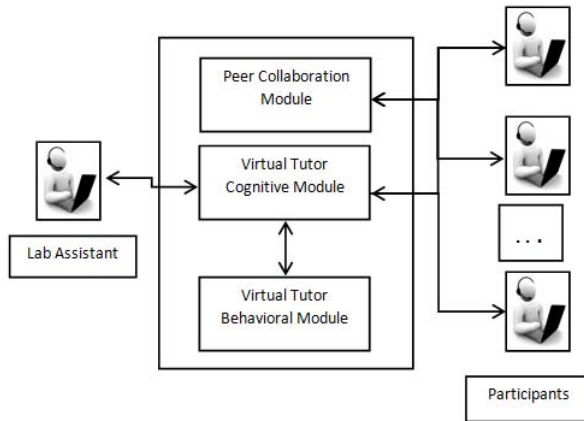 Peer Collaboration
Module
Virtual Tutor
Cognitive Module
Lab Assistant
. . .
Virtual Tutor
Behavioral Module
Participants